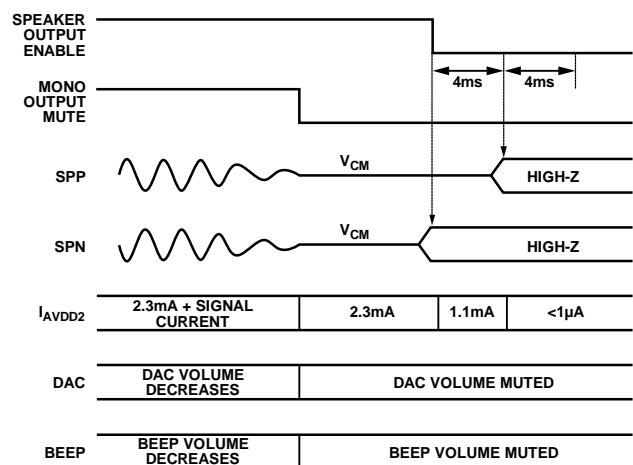 SPEAKER
OUTPUT
ENABLE
4ms
4ms
MONO
OUTPUT
MUTE
SPP
VCM
HIGH-Z
SPN
VCM
HIGH-Z
IAVDD2
2.3mA + SIGNAL
CURRENT
2.3mA
1.1mA
<1µA
DAC
DAC VOLUME
DECREASES
DAC VOLUME MUTED
BEEP
BEEP VOLUME
DECREASES
BEEP VOLUME MUTED